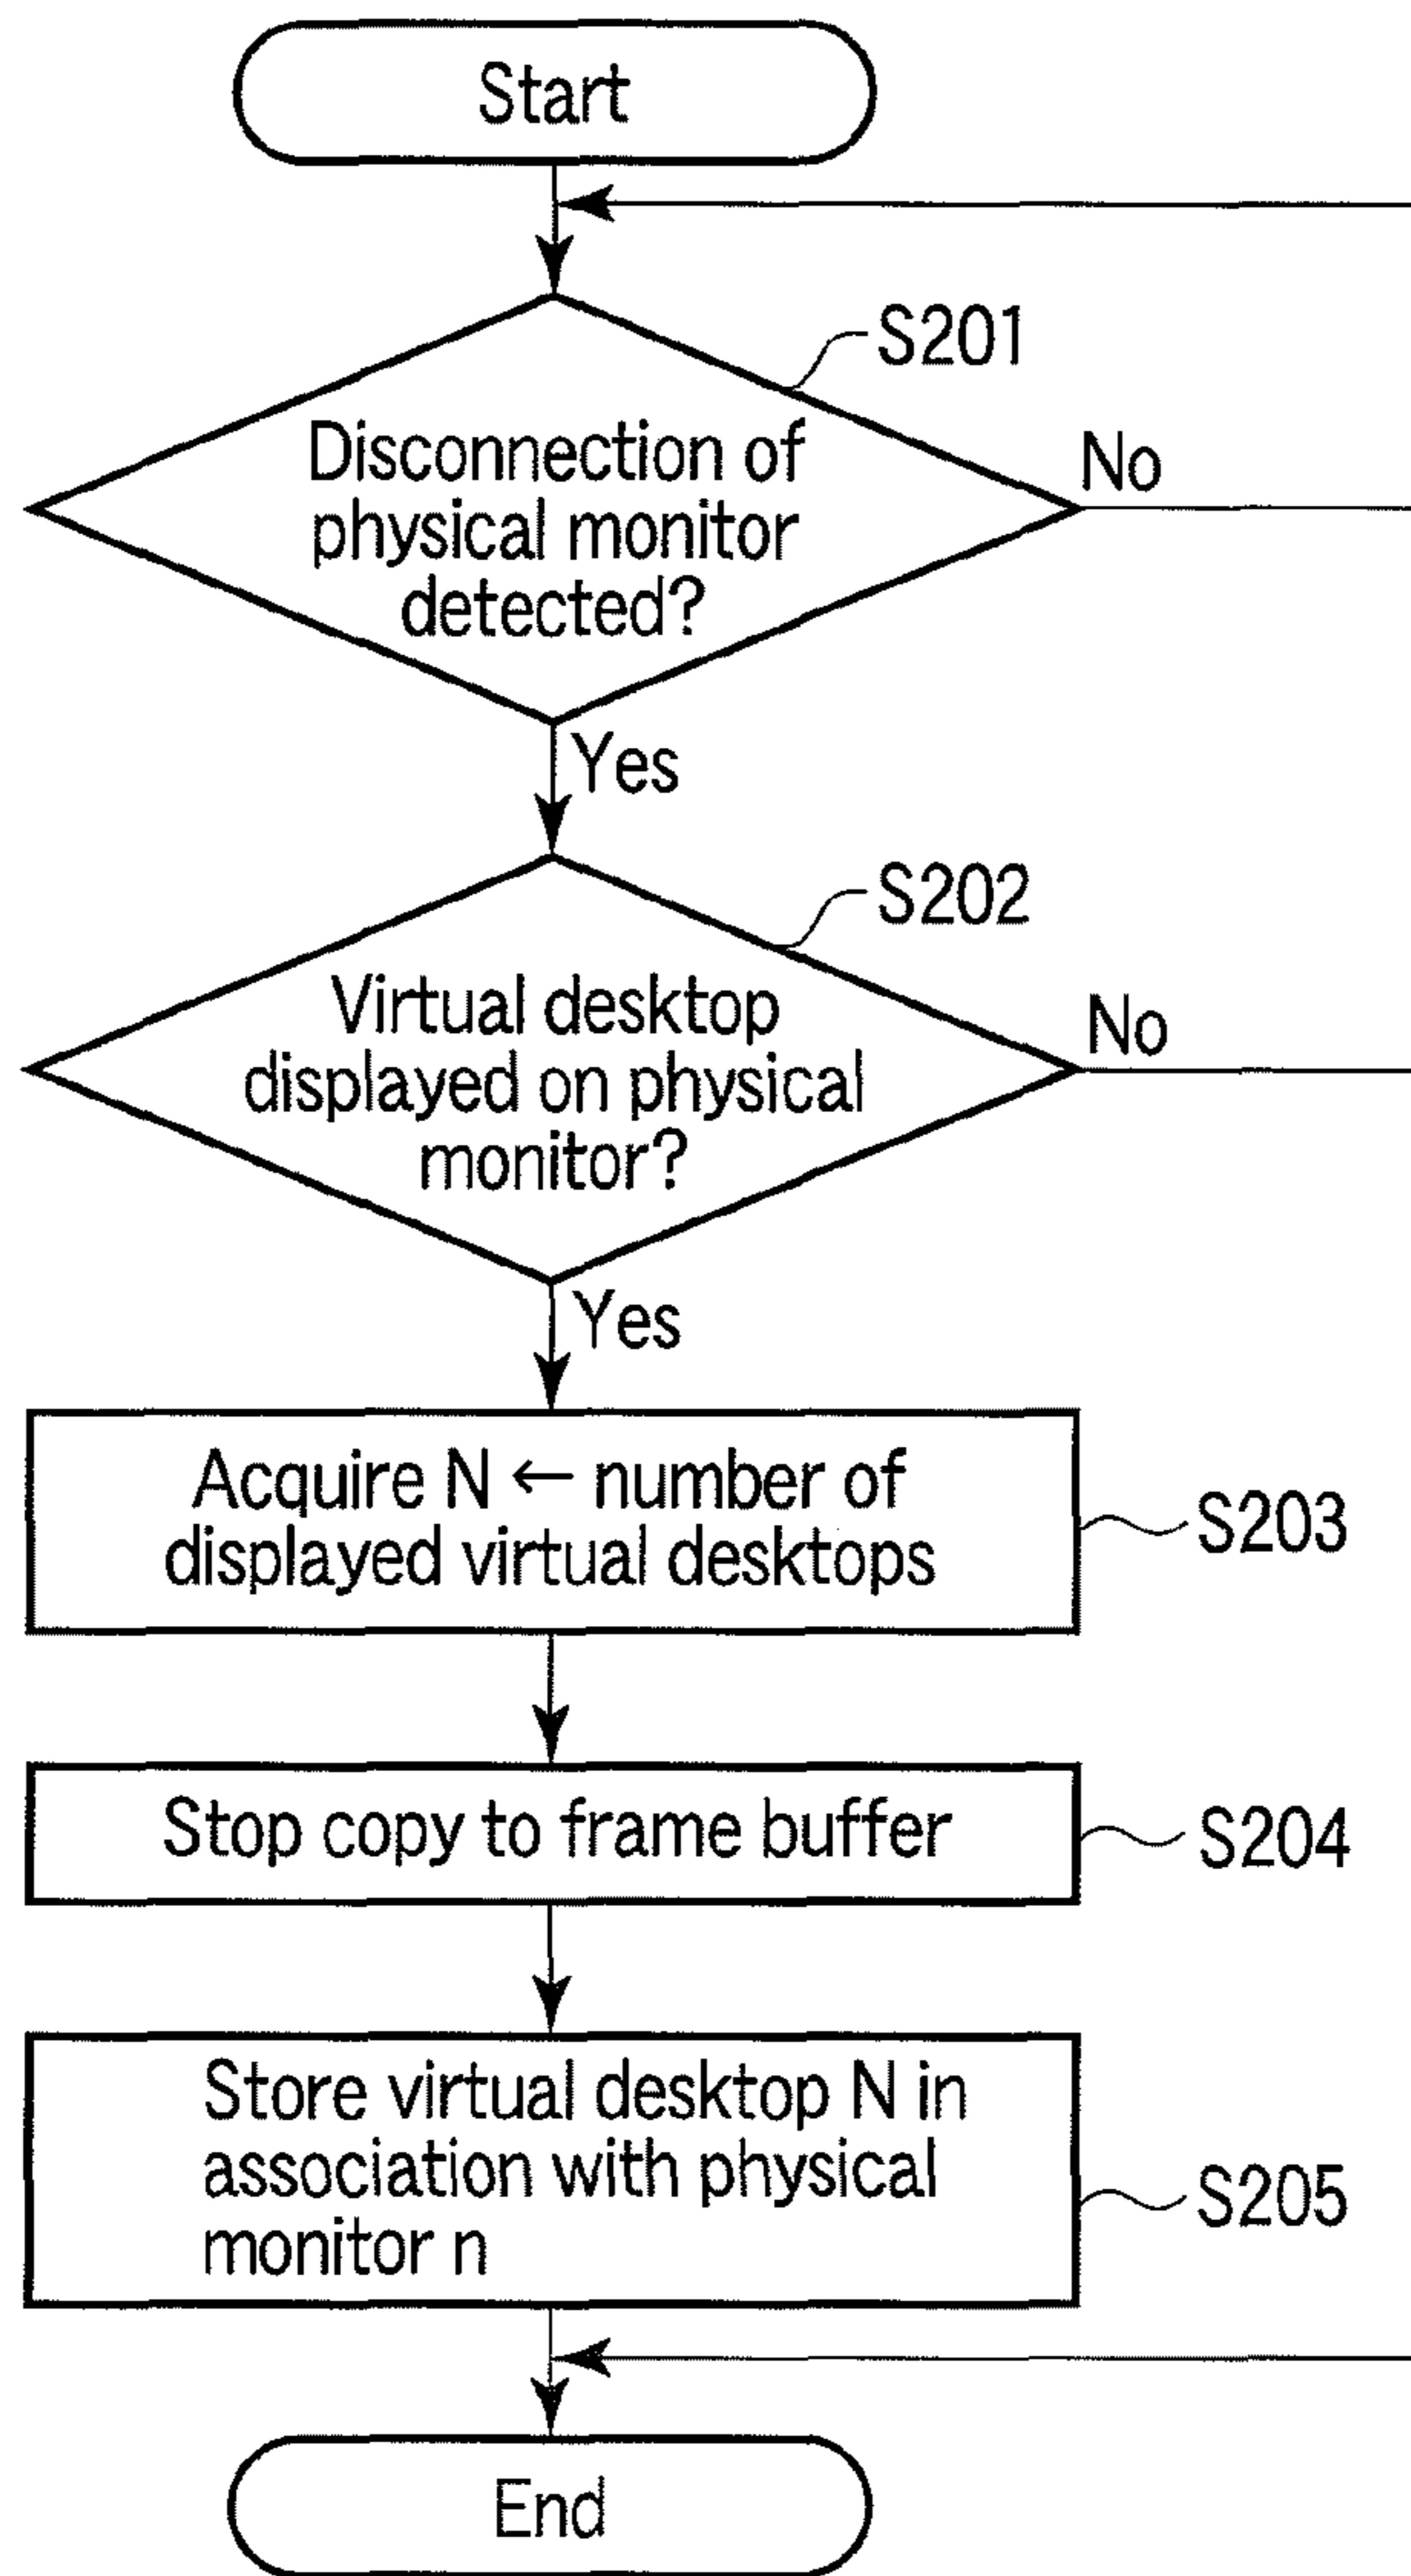 Start
S201
Disconnection of
physical monitor
detected?
No
Yes
S202
Virtual desktop
displayed on physical
monitor?
No
Yes
Acquire N ← number of
displayed virtual desktops
S203
Stop copy to frame buffer
S204
Store virtual desktop N in
association with physical
monitor n
S205
End